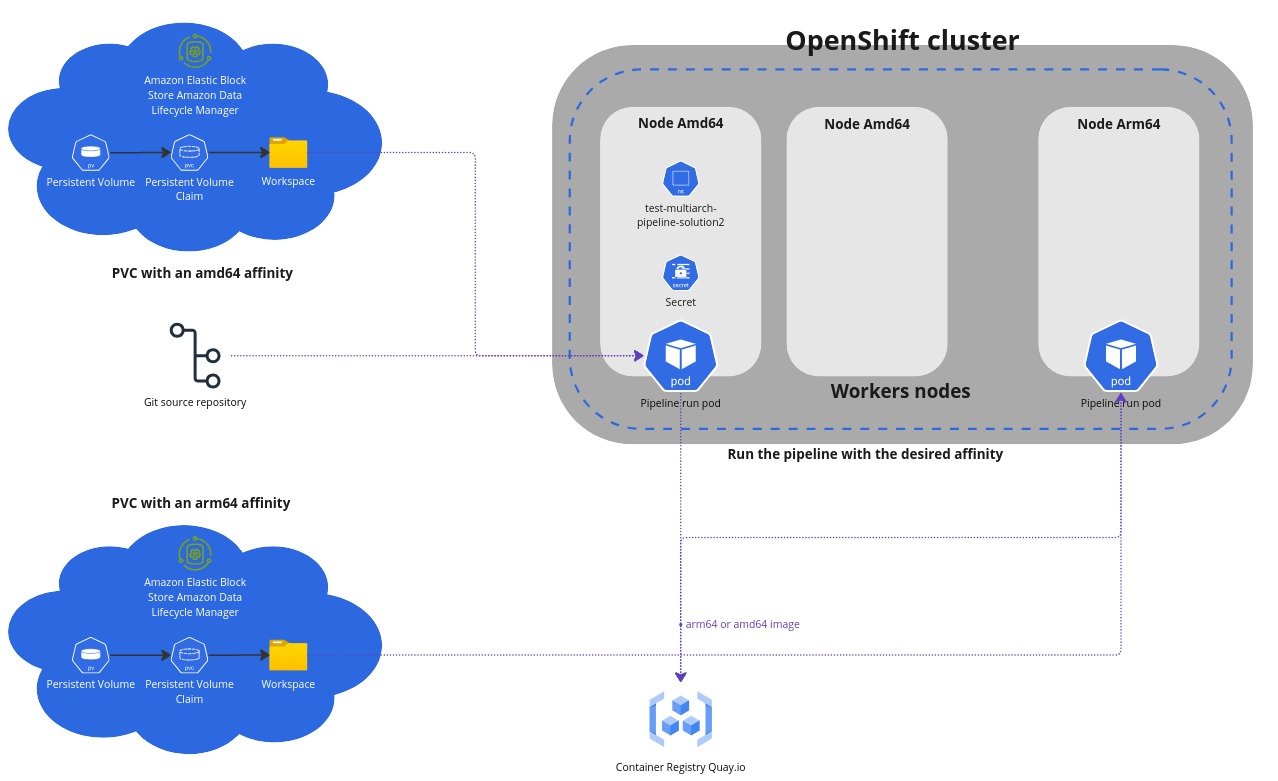 OpenShift cluster
Amazon Elastic Block
Store Amazon Data
Lifecycle Manager
pv
pvc
Persistent Volume
Persistent Volume
Claim
Workspace
PVC with an amd64 affinity
Git source repository
Node Amd64
Node Amd64
Node Arm64
ns
test-multiarch-
pipeline-solution2
secret
Secret
pod
Pipeline run pod
Workers nodes
pod
Pipeline run pod
Run the pipeline with the desired affinity
PVC with an arm64 affinity
Amazon Elastic Block
Store Amazon Data
Lifecycle Manager
pv
pvc
Persistent Volume
Persistent Volume
Claim
Workspace
arm64 or amd64 image
Container Registry Quay.io